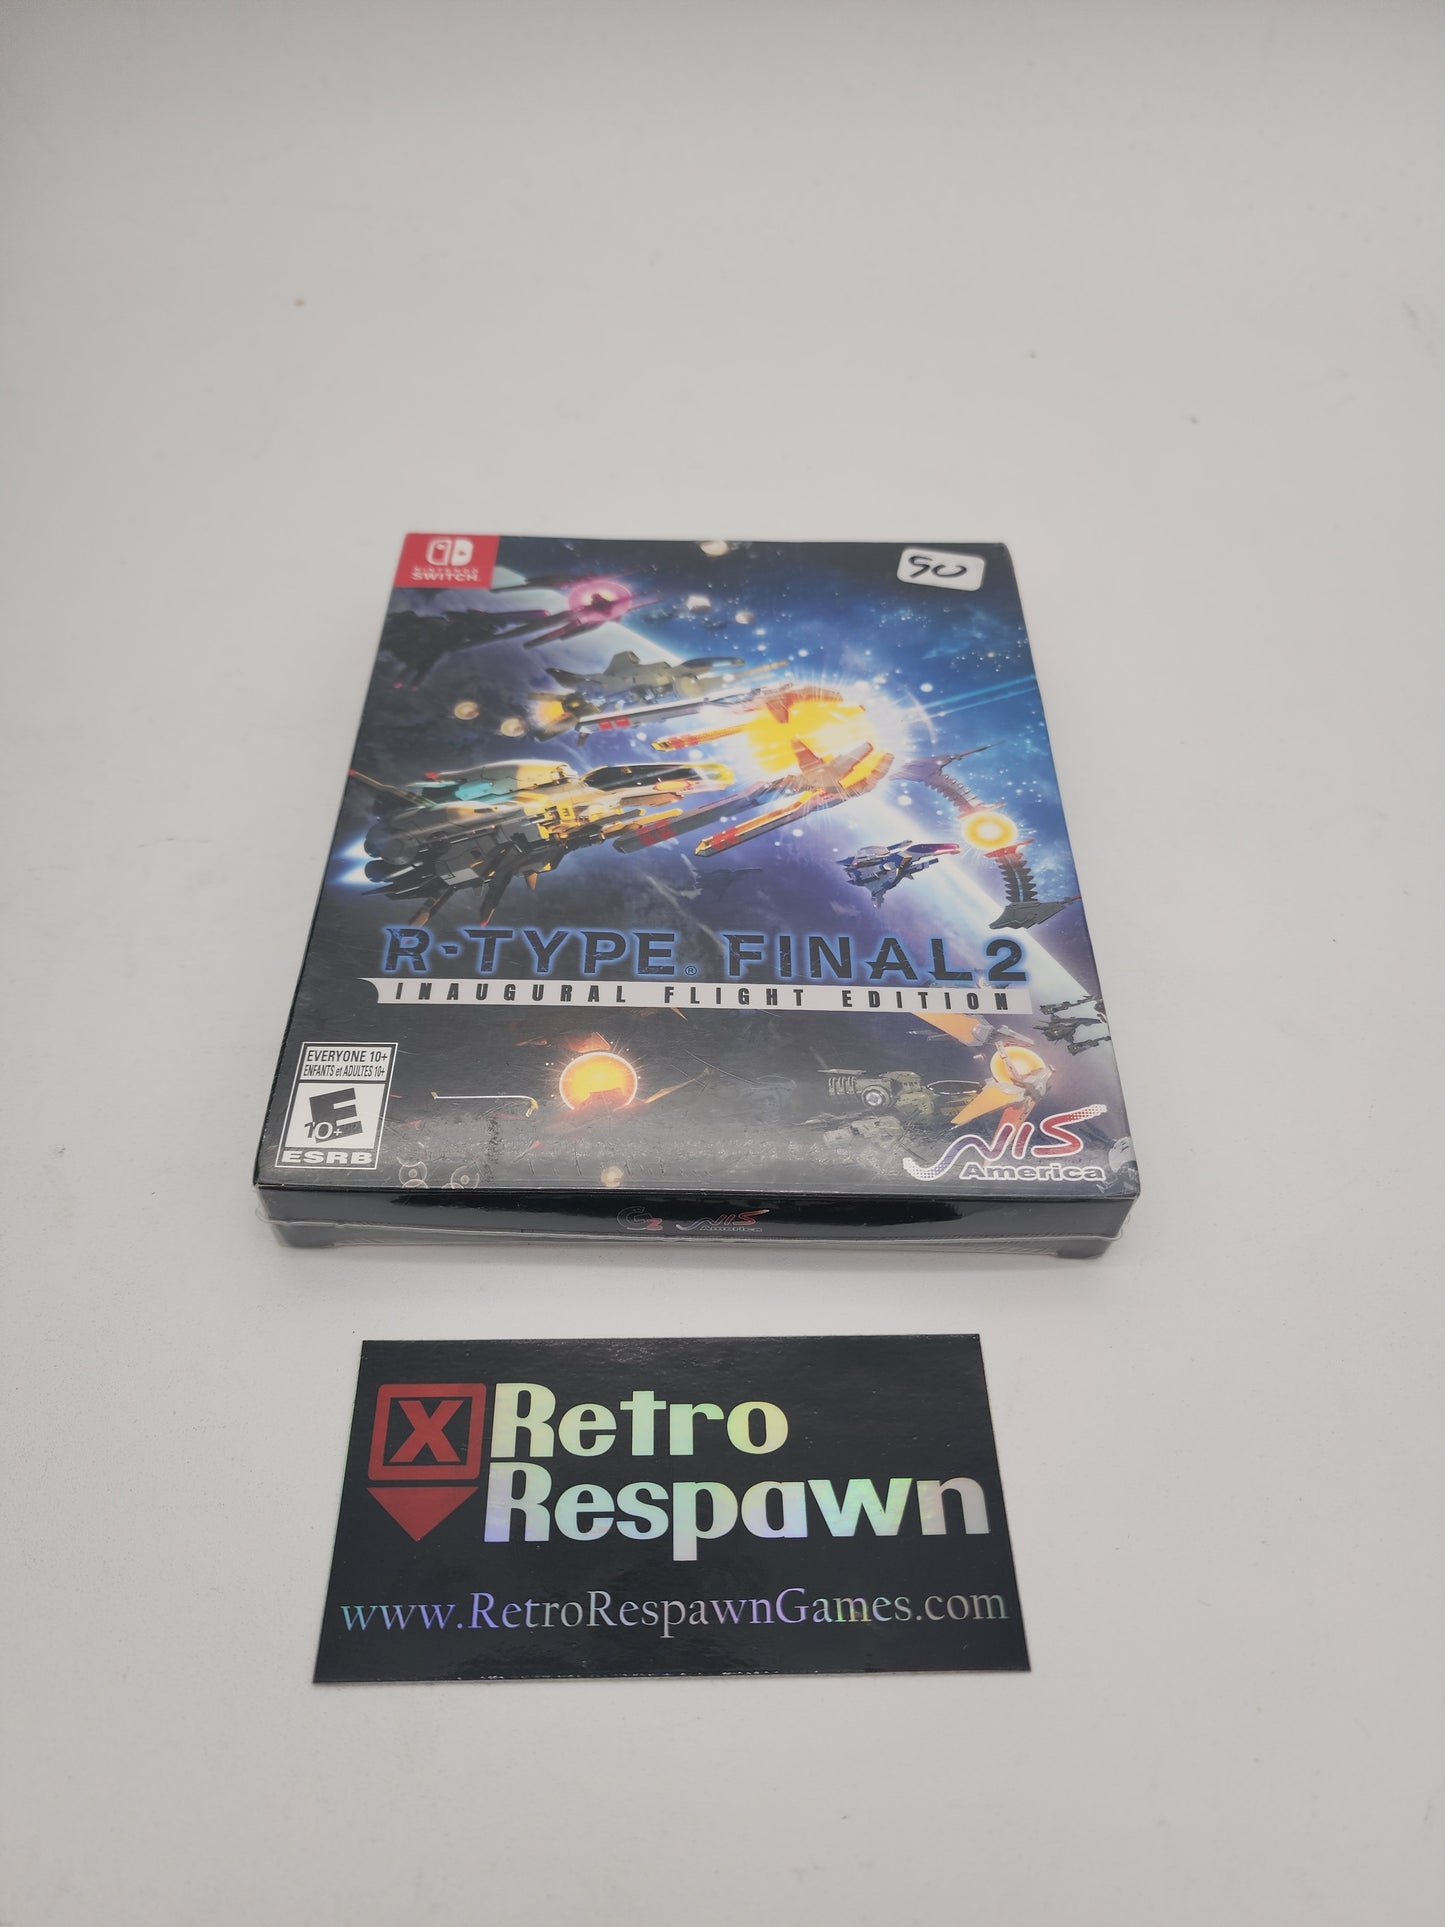 NINTENDO
SWITCH
50
R-TYPE® FINAL 2
INAUGURAL FLIGHT EDITION
EVERYONE 10+
ENFANTS et ADULTES 10+
E
10+
ESRB
NIS
America
G2 NIS
America
X Retro
Respawn
www.RetroRespawnGames.com